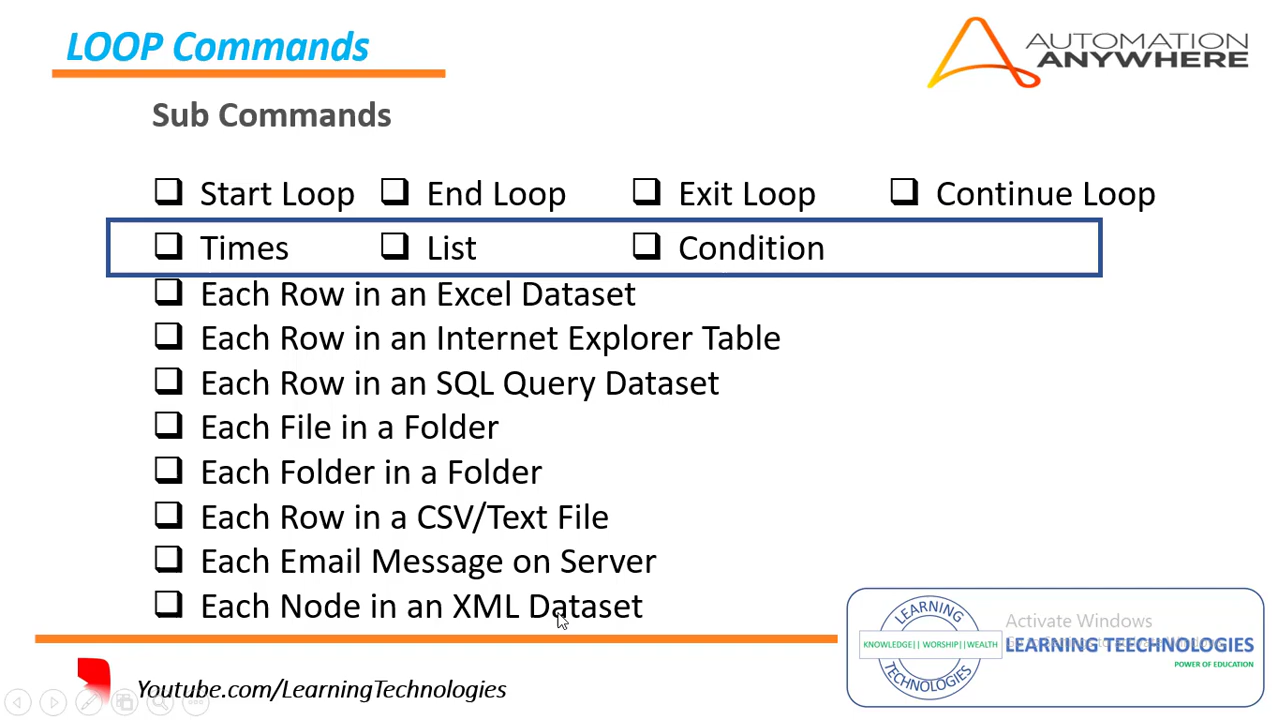 LOOP Commands
AUTOMATION
ANYWHERE
Sub Commands
Start Loop End Loop Exit Loop Continue Loop
Times List Condition
Each Row in an Excel Dataset
Each Row in an Internet Explorer Table
Each Row in an SQL Query Dataset
Each File in a Folder
Each Folder in a Folder
Each Row in a CSV/Text File
Each Email Message on Server
Each Node in an XML Dataset
LEARNING
KNOWLEDGE|| WORSHIP||WEALTH
TECHNOLOGIES
Activate Windows
LEARNING TEECHNOLOGIES
POWER OF EDUCATION
Youtube.com/LearningTechnologies